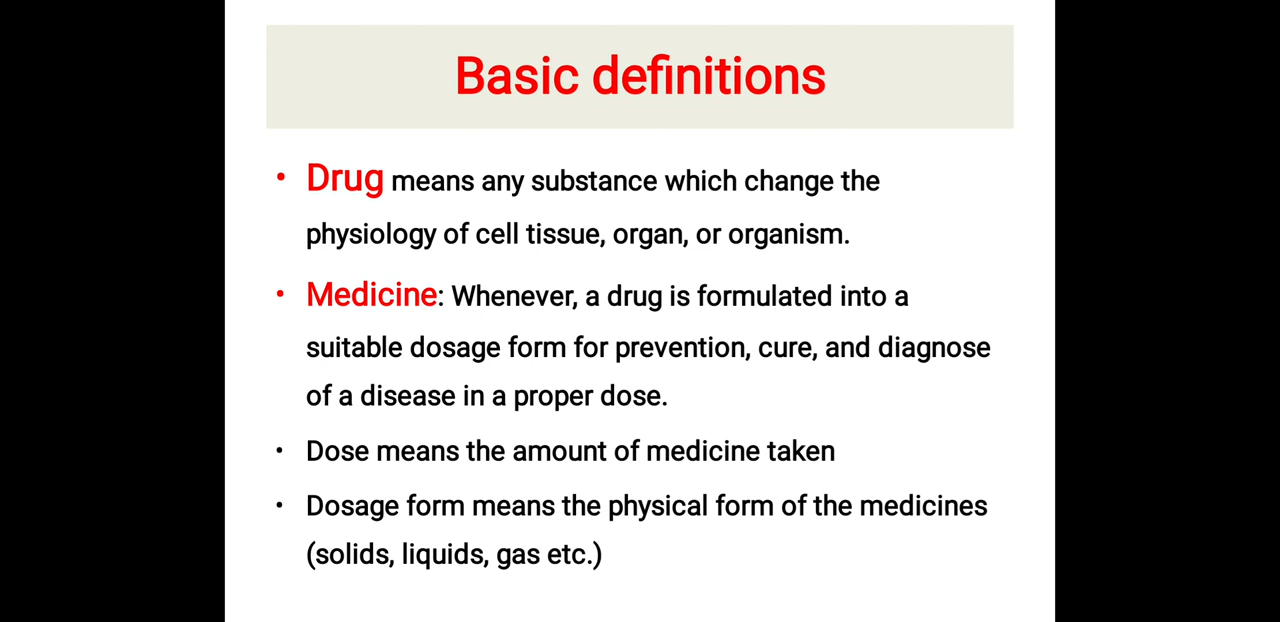 Basic definitions
• Drug means any substance which change the
physiology of cell tissue, organ, or organism.
• Medicine: Whenever, a drug is formulated into a
suitable dosage form for prevention, cure, and diagnose
of a disease in a proper dose.
• Dose means the amount of medicine taken
• Dosage form means the physical form of the medicines
(solids, liquids, gas etc.)